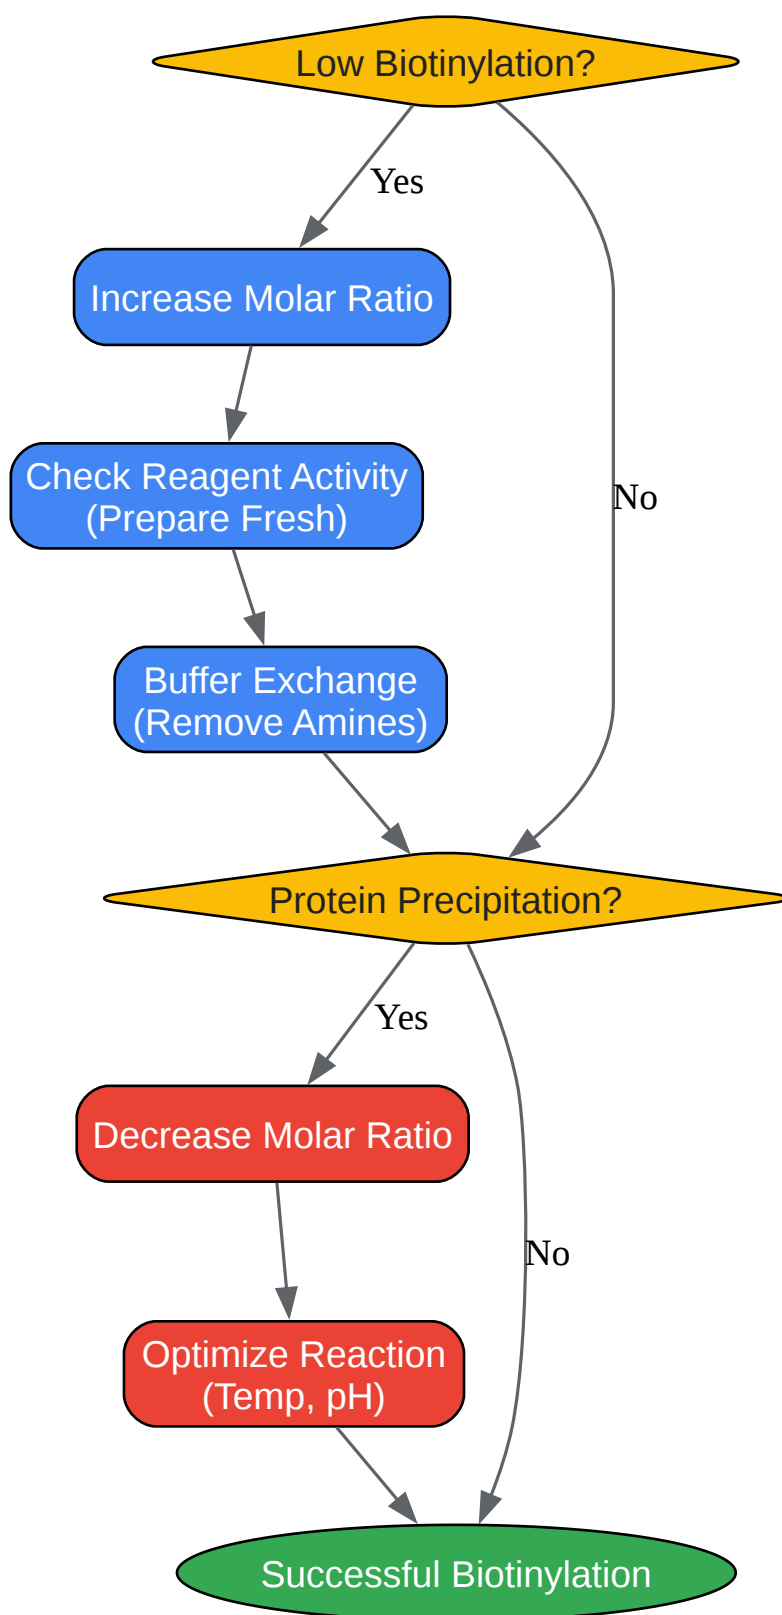 Low Biotinylation?
Yes
Increase Molar Ratio
Check Reagent Activity
(Prepare Fresh)
No
Buffer Exchange
(Remove Amines)
Protein Precipitation?
Yes
Decrease Molar Ratio
No
Optimize Reaction
(Temp, pH)
Successful Biotinylation